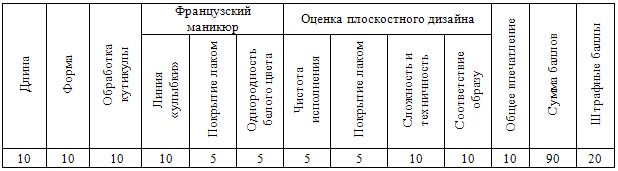 Длина
Форма
Обработка
кутикулы
Французский
маникюр
Линия
«улыбки»
Покрытие лаком
Однородность
белого цвета
Оценка плоскостного дизайна
Чистота
исполнения
Покрытие лаком
Сложность и
техничность
Соответствие
образу
Общее впечатление
Сумма баллов
Штрафные баллы
10 10 10 10 5 5 5 5 10 10 10 90 20